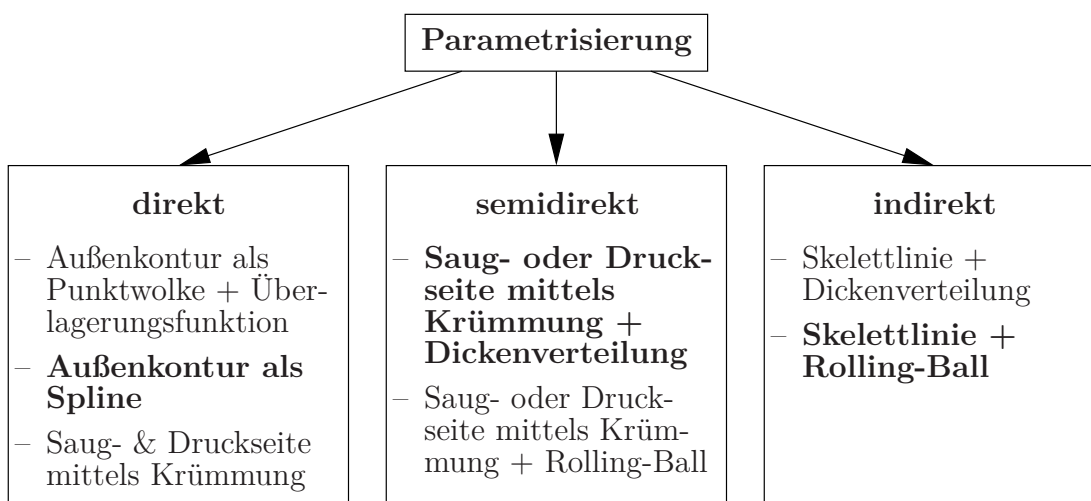 Parametrisierung
direkt
– Außenkontur als
Punktwolke + Über-
lagerungsfunktion
– Außenkontur als
Spline
– Saug- & Druckseite
mittels Krümmung
semidirekt
– Saug- oder Druck-
seite mittels
Krümmung +
Dickenverteilung
– Saug- oder Druck-
seite mittels Krüm-
mung + Rolling-Ball
indirekt
– Skelettlinie +
Dickenverteilung
– Skelettlinie +
Rolling-Ball